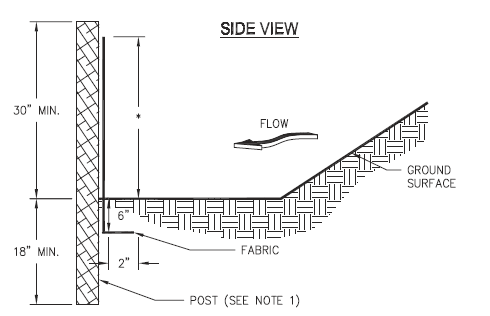 SIDE VIEW
30" MIN.
*
FLOW
GROUND
SURFACE
6"
18" MIN.
FABRIC
2"
POST (SEE NOTE 1)